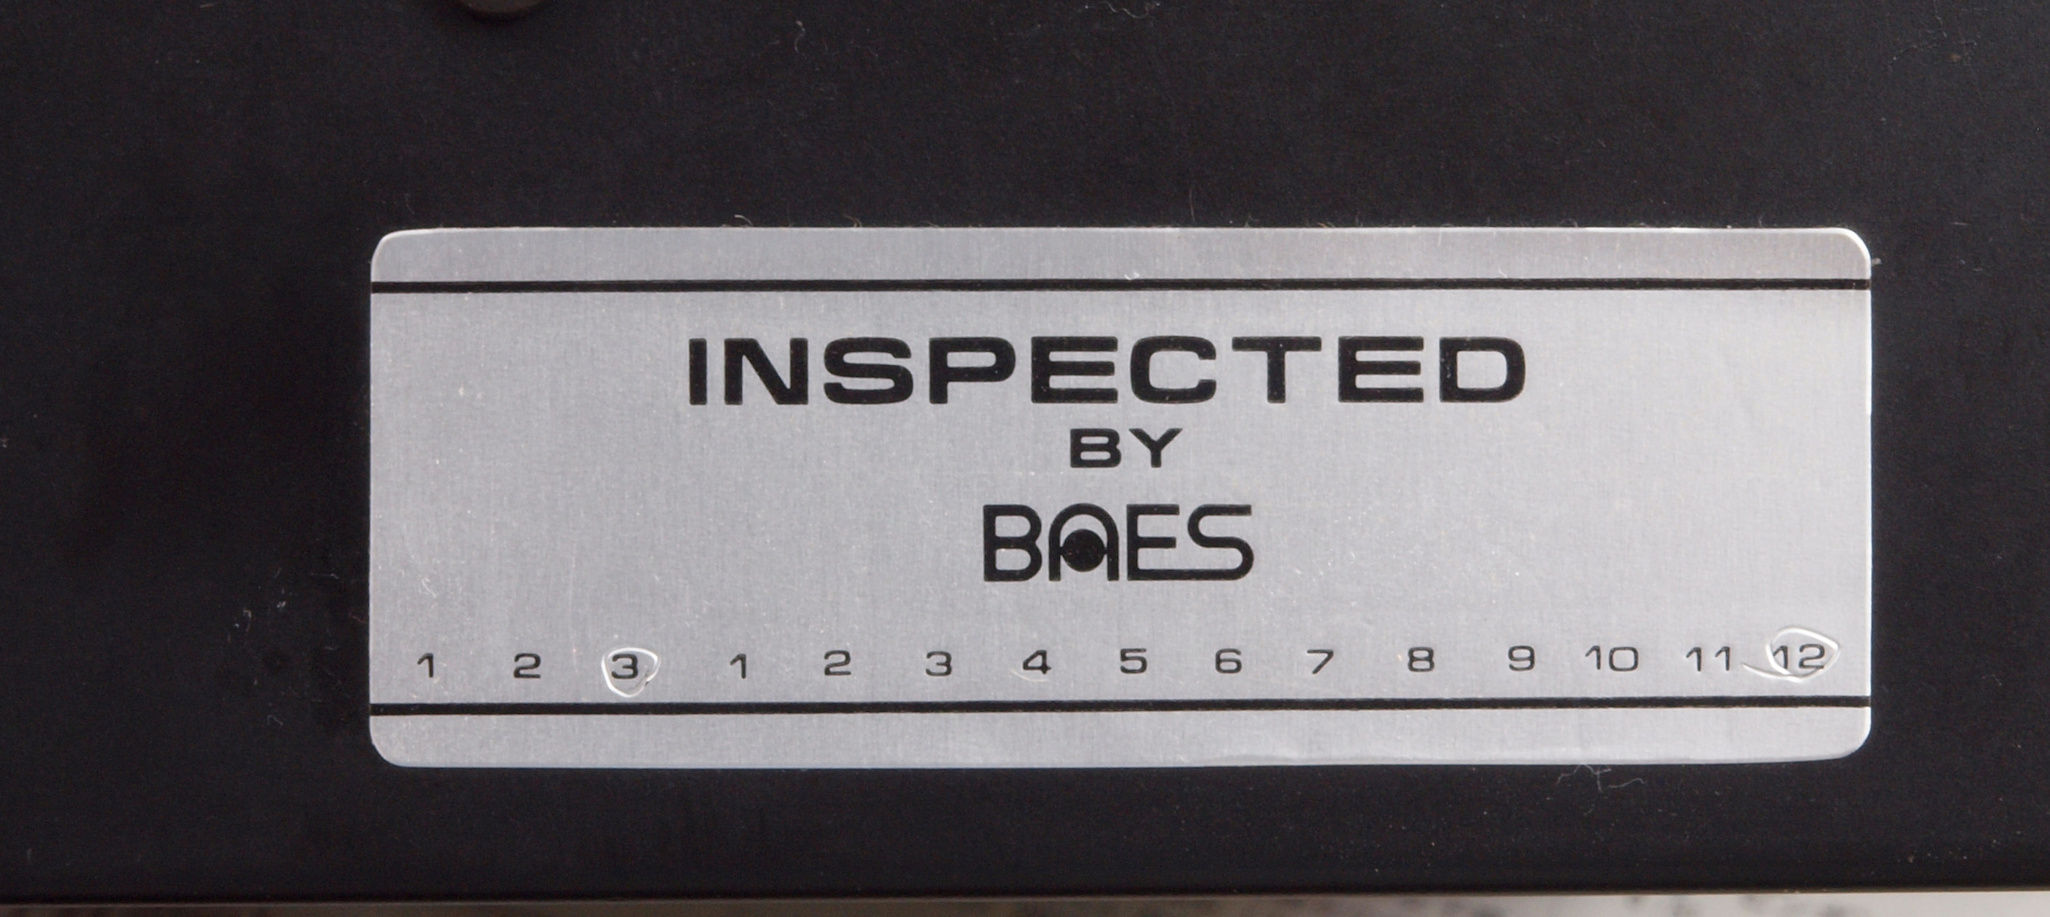 INSPECTED
BY
BAES
1 2 3 1 2 3 4 5 6 7 8 9 10 11 12